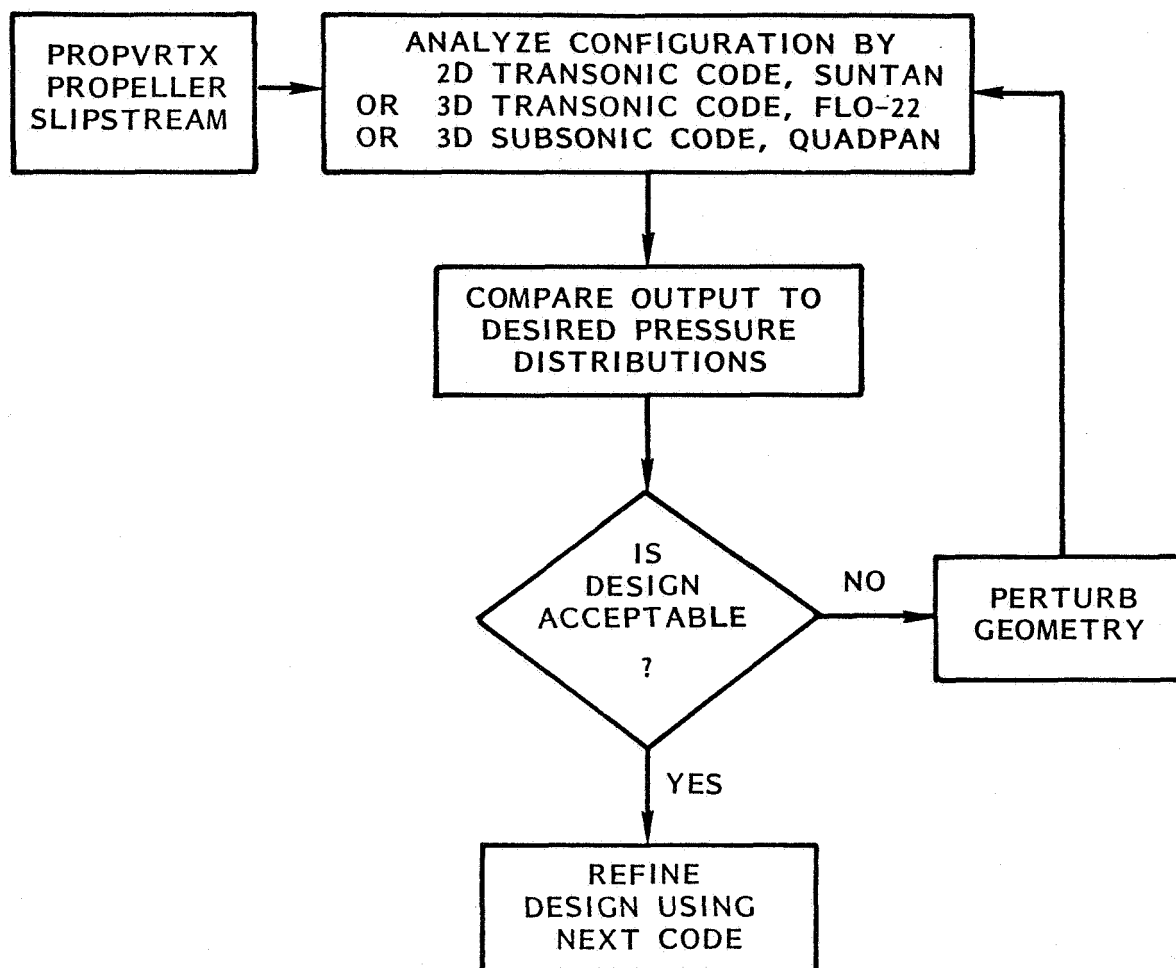 PROPVRTX
PROPELLER
SLIPSTREAM
ANALYZE CONFIGURATION BY
2D TRANSONIC CODE, SUNTAN
OR 3D TRANSONIC CODE, FLO-22
OR 3D SUBSONIC CODE, QUADPAN
COMPARE OUTPUT TO
DESIRED PRESSURE
DISTRIBUTIONS
IS
DESIGN
ACCEPTABLE
?
NO
PERTURB
GEOMETRY
YES
REFINE
DESIGN USING
NEXT CODE